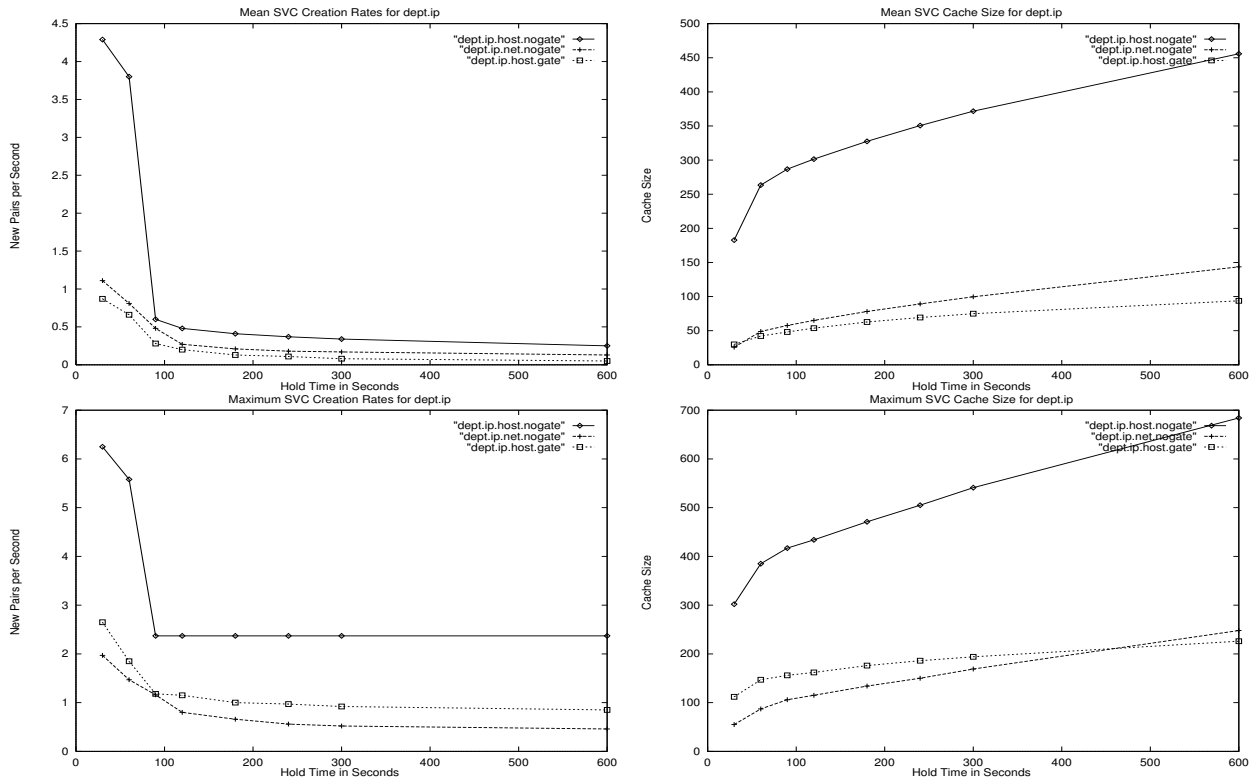 Mean SVC Creation Rates for dept.ip
4.5
4
3.5
3
2.5
2
1.5
1
0.5
0
New Pairs per Second
"dept.ip.host.nogate"
"dept.ip.net.nogate"
"dept.ip.host.gate"
0 100 200 300 400 500 600
Hold Time in Seconds
Mean SVC Cache Size for dept.ip
500
450
400
350
300
250
200
150
100
50
0
Cache Size
"dept.ip.host.nogate"
"dept.ip.net.nogate"
"dept.ip.host.gate"
0 100 200 300 400 500 600
Hold Time in Seconds
Maximum SVC Creation Rates for dept.ip
7
6
5
4
3
2
1
0
New Pairs per Second
"dept.ip.host.nogate"
"dept.ip.net.nogate"
"dept.ip.host.gate"
0 100 200 300 400 500 600
Hold Time in Seconds
Maximum SVC Cache Size for dept.ip
700
600
500
400
300
200
100
0
Cache Size
"dept.ip.host.nogate"
"dept.ip.net.nogate"
"dept.ip.host.gate"
0 100 200 300 400 500 600
Hold Time in Seconds